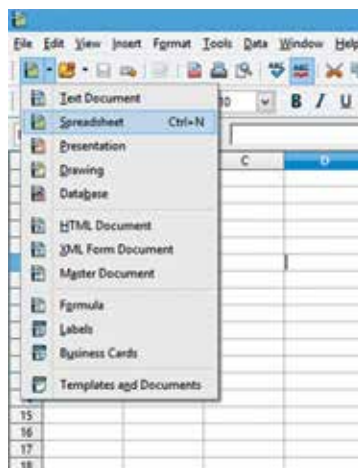 File Edit View Insert Format Tools Data Window Help
Text Document
10 B I U
Spreadsheet Ctrl+N
Presentation
Drawing
C D
Database
HTML Document
XML Form Document
Master Document
Formula
Labels
Business Cards
Templates and Documents
15
16
17
18